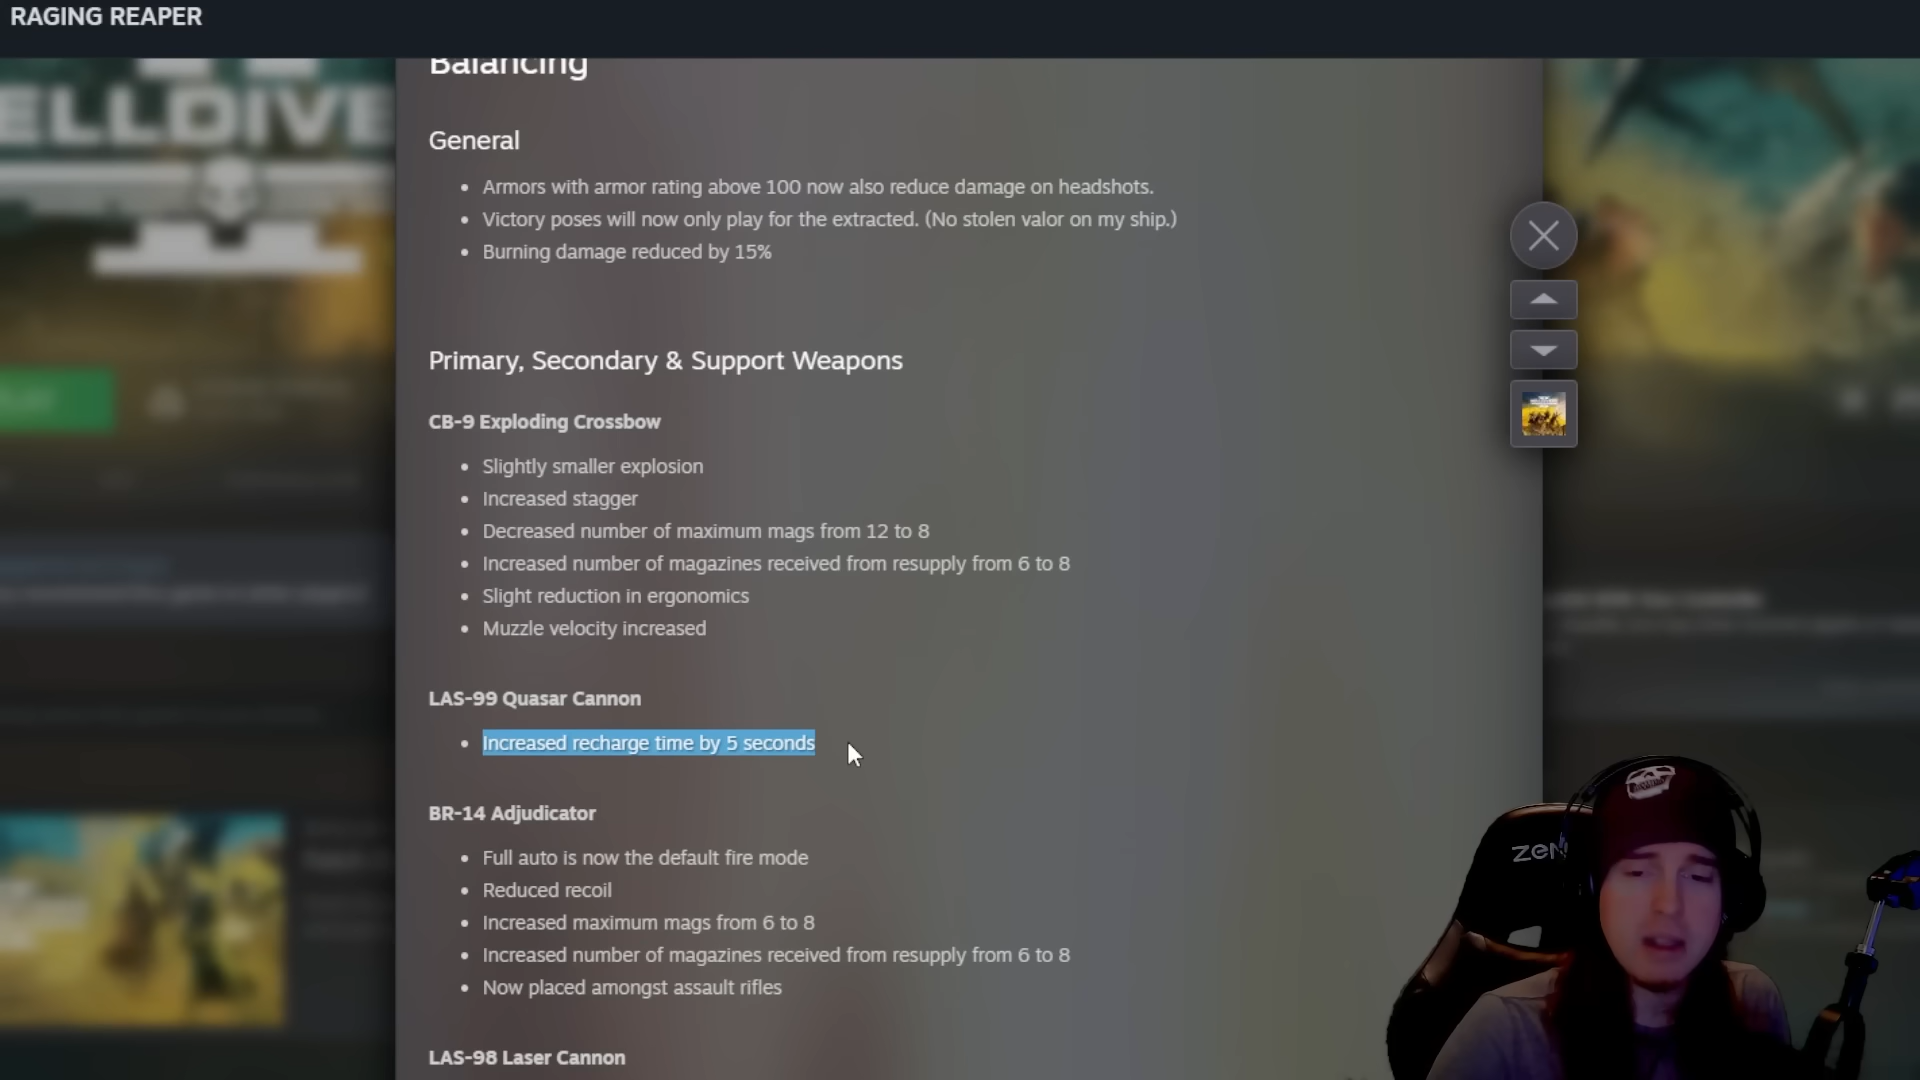 RAGING REAPER
ELLDIVE
Balancing
General
Armors with armor rating above 100 now also reduce damage on headshots.
Victory poses will now only play for the extracted. (No stolen valor on my ship.)
Burning damage reduced by 15%
Primary, Secondary & Support Weapons
CB-9 Exploding Crossbow
Slightly smaller explosion
Increased stagger
Decreased number of maximum mags from 12 to 8
Increased number of magazines received from resupply from 6 to 8
Slight reduction in ergonomics
Muzzle velocity increased
LAS-99 Quasar Cannon
Increased recharge time by 5 seconds
BR-14 Adjudicator
Full auto is now the default fire mode
Reduced recoil
Increased maximum mags from 6 to 8
Increased number of magazines received from resupply from 6 to 8
Now placed amongst assault rifles
LAS-98 Laser Cannon
ZEN